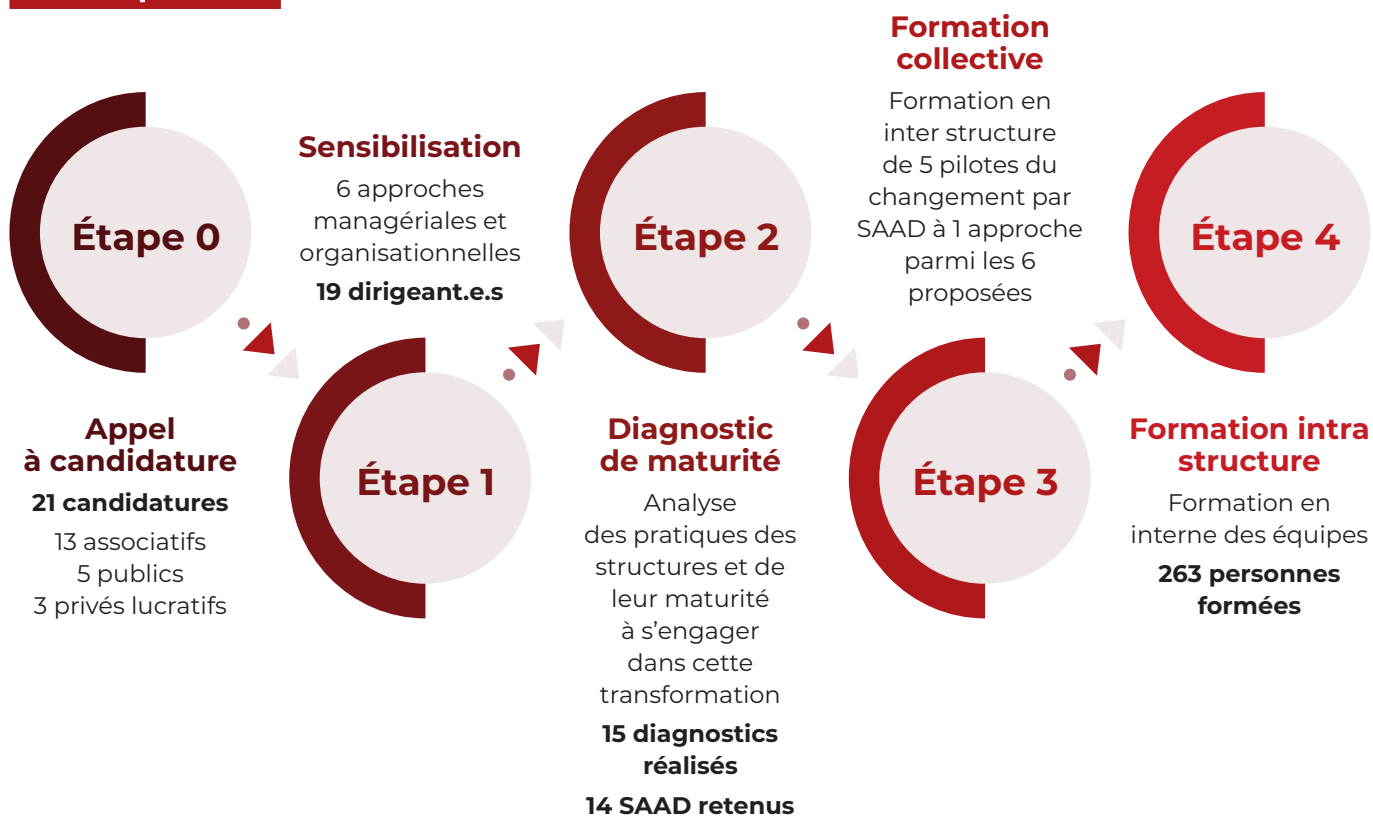 Étape 0
Appel
à candidature
21 candidatures
13 associatifs
5 publics
3 privés lucratifs
Sensibilisation
6 approches
managériales et
organisationnelles
19 dirigeant.e.s
Étape 1
Étape 2
Diagnostic
de maturité
Analyse
des pratiques des
structures et de
leur maturité
à s’engager
dans cette
transformation
15 diagnostics
réalisés
14 SAAD retenus
Formation
collective
Formation en
inter structure
de 5 pilotes du
changement par
SAAD à 1 approche
parmi les 6
proposées
Étape 3
Étape 4
Formation intra
structure
Formation en
interne des équipes
263 personnes
formées